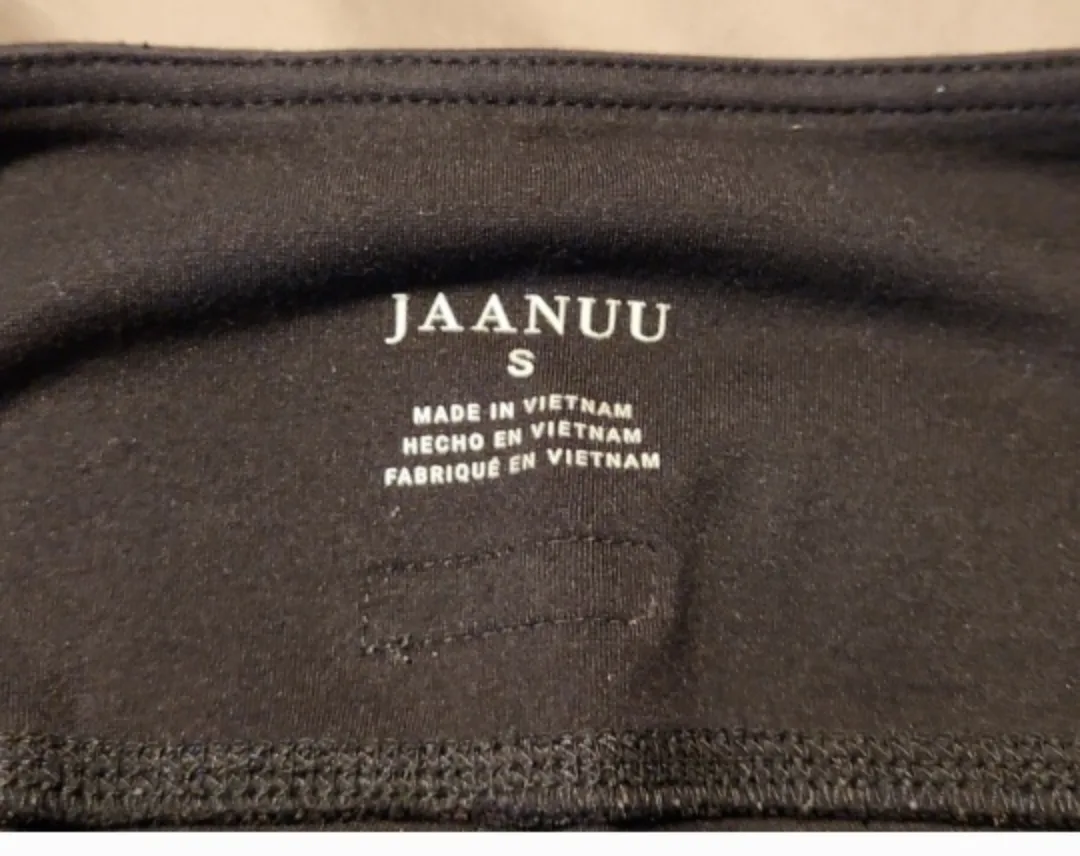 JAANUU
S
MADE IN VIETNAM
HECHO EN VIETNAM
FABRIQUÉ EN VIETNAM